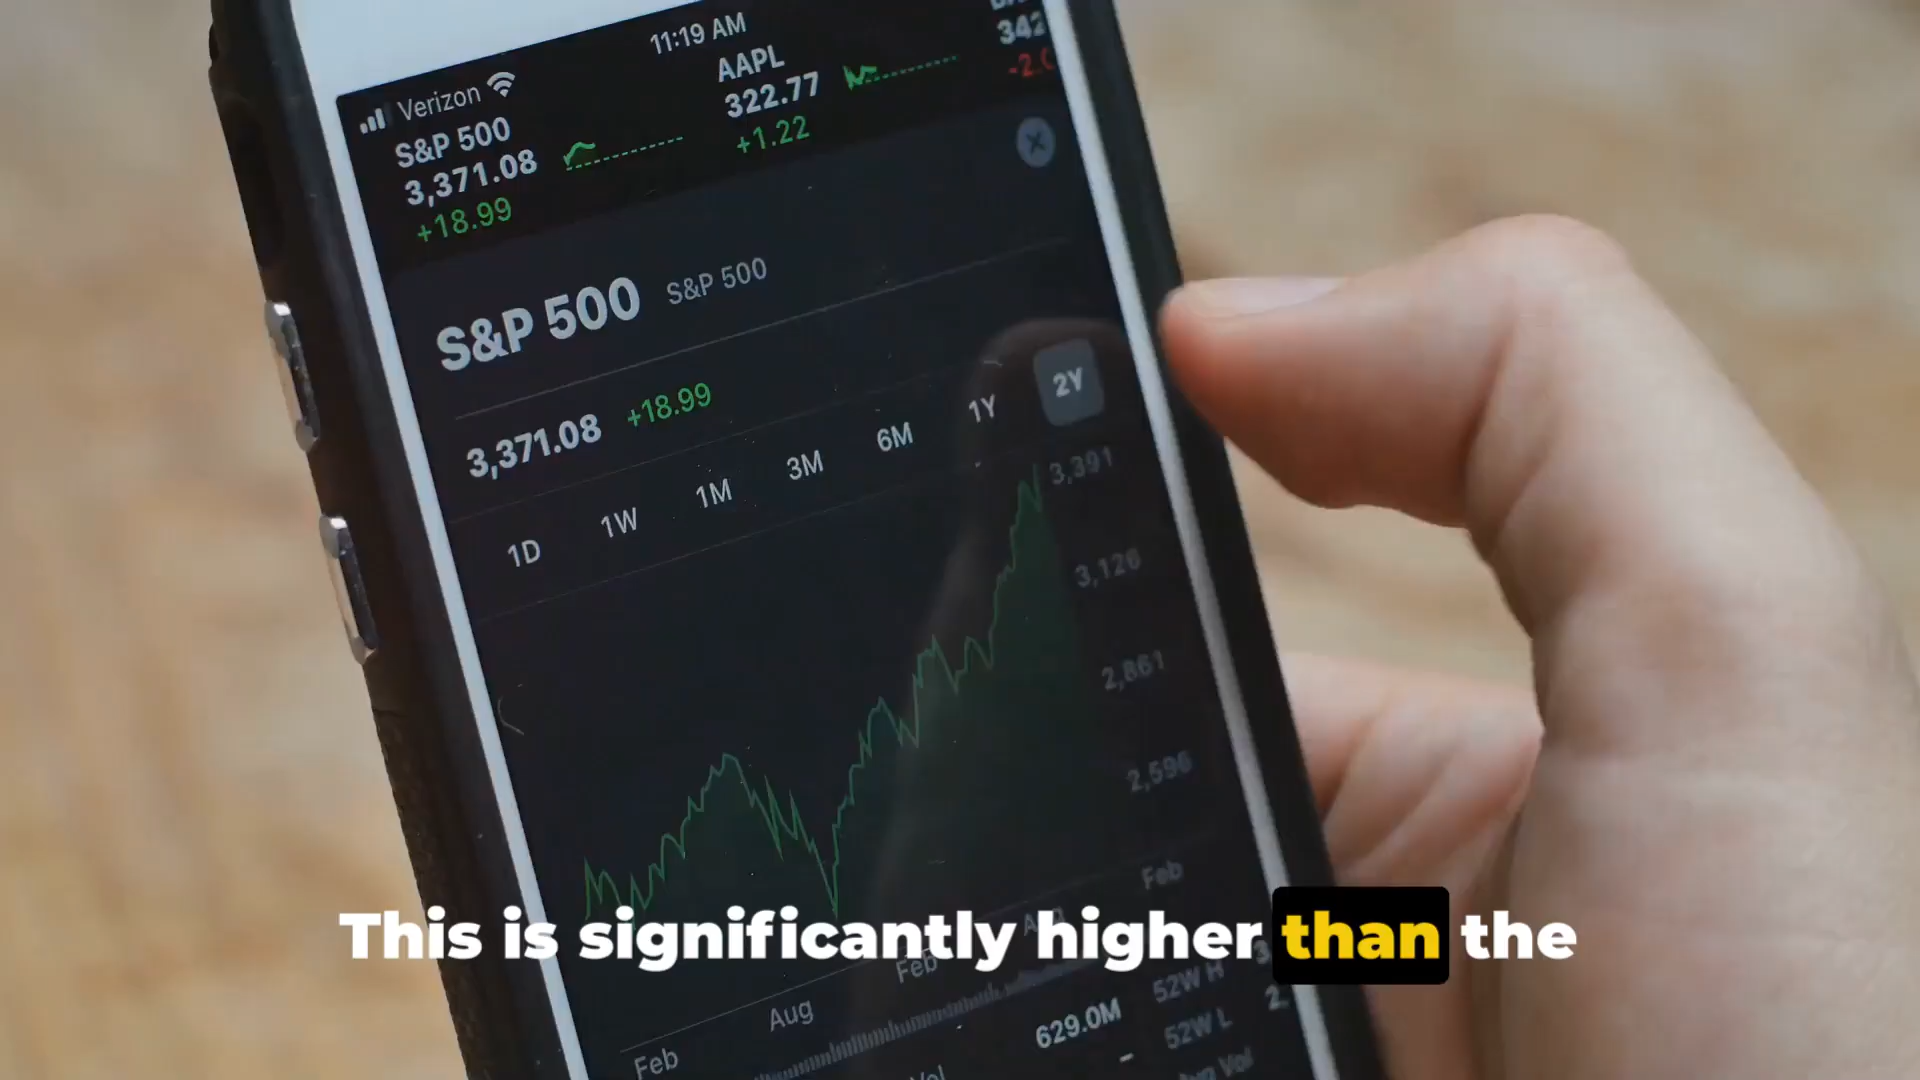 11:19 AM
Verizon
S&P 500
3,371.08
+18.99
AAPL
322.77
+1.22
342
S&P 500 S&P 500
3,371.08 +18.99
1D 1W 1M 3M 6M 1Y 2Y
3,391
3,126
2,861
2,596
Feb Aug Feb Aug Feb
629.0M
52W H
52W L
Vol
This is significantly higher than the